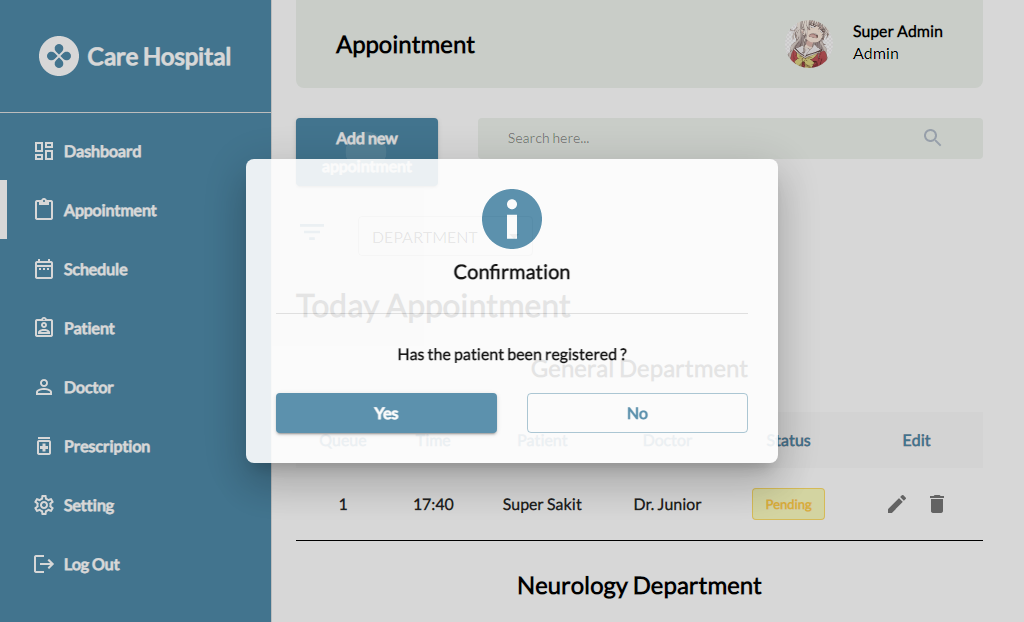 Care Hospital
Dashboard
Appointment
Schedule
Patient
Doctor
Prescription
Setting
Log Out
Appointment
Super Admin
Admin
Add new
appointment
Search here...
DEPARTMENT
Confirmation
Today Appointment
Has the patient been registered ?
General Department
Yes No
Queue Time Patient Doctor Status Edit
1 17:40 Super Sakit Dr. Junior Pending
Neurology Department